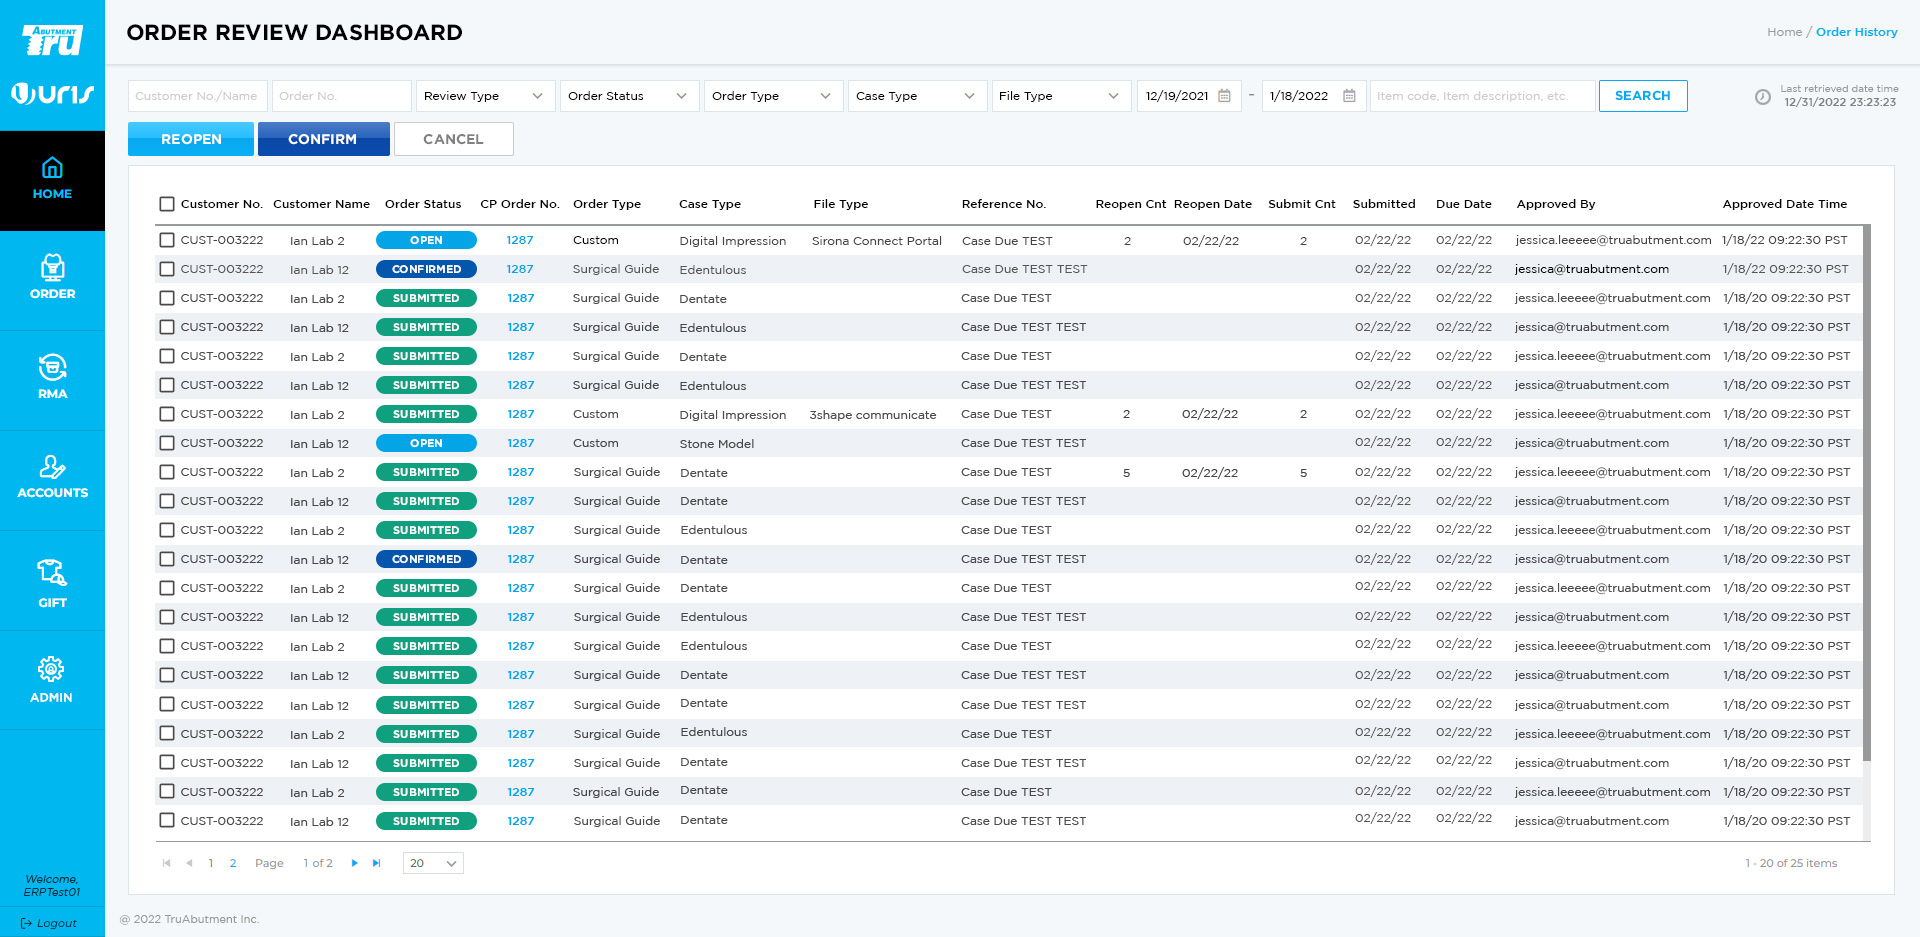 ABUTMENT
Tru
ORDER REVIEW DASHBOARD
Home / Order History
uris
Customer No./Name Order No. Review Type Order Status Order Type Case Type File Type 12/19/2021 - 1/18/2022 Item code, Item description, etc. SEARCH
Last retrieved date time
12/31/2022 23:23:23
REOPEN CONFIRM CANCEL
HOME
ORDER
RMA
ACCOUNTS
GIFT
ADMIN
Customer No. Customer Name Order Status CP Order No. Order Type Case Type File Type Reference No. Reopen Cnt Reopen Date Submit Cnt Submitted Due Date Approved By Approved Date Time
CUST-003222 Ian Lab 2 OPEN 1287 Custom Digital Impression Sirona Connect Portal Case Due TEST 2 02/22/22 2 02/22/22 02/22/22 jessica.leeeee@truabutment.com 1/18/22 09:22:30 PST
CUST-003222 Ian Lab 12 CONFIRMED 1287 Surgical Guide Edentulous Case Due TEST TEST 02/22/22 02/22/22 jessica@truabutment.com 1/18/22 09:22:30 PST
CUST-003222 Ian Lab 2 SUBMITTED 1287 Surgical Guide Dentate Case Due TEST 02/22/22 02/22/22 jessica.leeeee@truabutment.com 1/18/20 09:22:30 PST
CUST-003222 Ian Lab 12 SUBMITTED 1287 Surgical Guide Edentulous Case Due TEST TEST 02/22/22 02/22/22 jessica@truabutment.com 1/18/20 09:22:30 PST
CUST-003222 Ian Lab 2 SUBMITTED 1287 Surgical Guide Dentate Case Due TEST 02/22/22 02/22/22 jessica.leeeee@truabutment.com 1/18/20 09:22:30 PST
CUST-003222 Ian Lab 12 SUBMITTED 1287 Surgical Guide Edentulous Case Due TEST TEST 02/22/22 02/22/22 jessica@truabutment.com 1/18/20 09:22:30 PST
CUST-003222 Ian Lab 2 SUBMITTED 1287 Custom Digital Impression 3shape communicate Case Due TEST 2 02/22/22 2 02/22/22 02/22/22 jessica.leeeee@truabutment.com 1/18/20 09:22:30 PST
CUST-003222 Ian Lab 12 OPEN 1287 Custom Stone Model Case Due TEST TEST 02/22/22 02/22/22 jessica@truabutment.com 1/18/20 09:22:30 PST
CUST-003222 Ian Lab 2 SUBMITTED 1287 Surgical Guide Dentate Case Due TEST 5 02/22/22 5 02/22/22 02/22/22 jessica.leeeee@truabutment.com 1/18/20 09:22:30 PST
CUST-003222 Ian Lab 12 SUBMITTED 1287 Surgical Guide Dentate Case Due TEST TEST 02/22/22 02/22/22 jessica@truabutment.com 1/18/20 09:22:30 PST
CUST-003222 Ian Lab 2 SUBMITTED 1287 Surgical Guide Edentulous Case Due TEST 02/22/22 02/22/22 jessica.leeeee@truabutment.com 1/18/20 09:22:30 PST
CUST-003222 Ian Lab 12 CONFIRMED 1287 Surgical Guide Dentate Case Due TEST TEST 02/22/22 02/22/22 jessica@truabutment.com 1/18/20 09:22:30 PST
CUST-003222 Ian Lab 2 SUBMITTED 1287 Surgical Guide Dentate Case Due TEST 02/22/22 02/22/22 jessica.leeeee@truabutment.com 1/18/20 09:22:30 PST
CUST-003222 Ian Lab 12 SUBMITTED 1287 Surgical Guide Edentulous Case Due TEST TEST 02/22/22 02/22/22 jessica@truabutment.com 1/18/20 09:22:30 PST
CUST-003222 Ian Lab 2 SUBMITTED 1287 Surgical Guide Edentulous Case Due TEST 02/22/22 02/22/22 jessica.leeeee@truabutment.com 1/18/20 09:22:30 PST
CUST-003222 Ian Lab 12 SUBMITTED 1287 Surgical Guide Dentate Case Due TEST TEST 02/22/22 02/22/22 jessica@truabutment.com 1/18/20 09:22:30 PST
CUST-003222 Ian Lab 12 SUBMITTED 1287 Surgical Guide Dentate Case Due TEST TEST 02/22/22 02/22/22 jessica@truabutment.com 1/18/20 09:22:30 PST
CUST-003222 Ian Lab 2 SUBMITTED 1287 Surgical Guide Edentulous Case Due TEST 02/22/22 02/22/22 jessica.leeeee@truabutment.com 1/18/20 09:22:30 PST
CUST-003222 Ian Lab 12 SUBMITTED 1287 Surgical Guide Dentate Case Due TEST TEST 02/22/22 02/22/22 jessica@truabutment.com 1/18/20 09:22:30 PST
CUST-003222 Ian Lab 2 SUBMITTED 1287 Surgical Guide Dentate Case Due TEST 02/22/22 02/22/22 jessica.leeeee@truabutment.com 1/18/20 09:22:30 PST
CUST-003222 Ian Lab 12 SUBMITTED 1287 Surgical Guide Dentate Case Due TEST TEST 02/22/22 02/22/22 jessica@truabutment.com 1/18/20 09:22:30 PST
1 2 Page 1 of 2 20 1 - 20 of 25 items
Welcome,
ERPTest01
Logout
@ 2022 TruAbutment Inc.